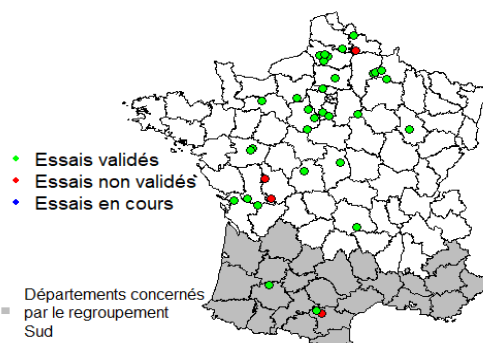 Essais validés
Essais non validés
Essais en cours
Départements concernés
par le regroupement
Sud